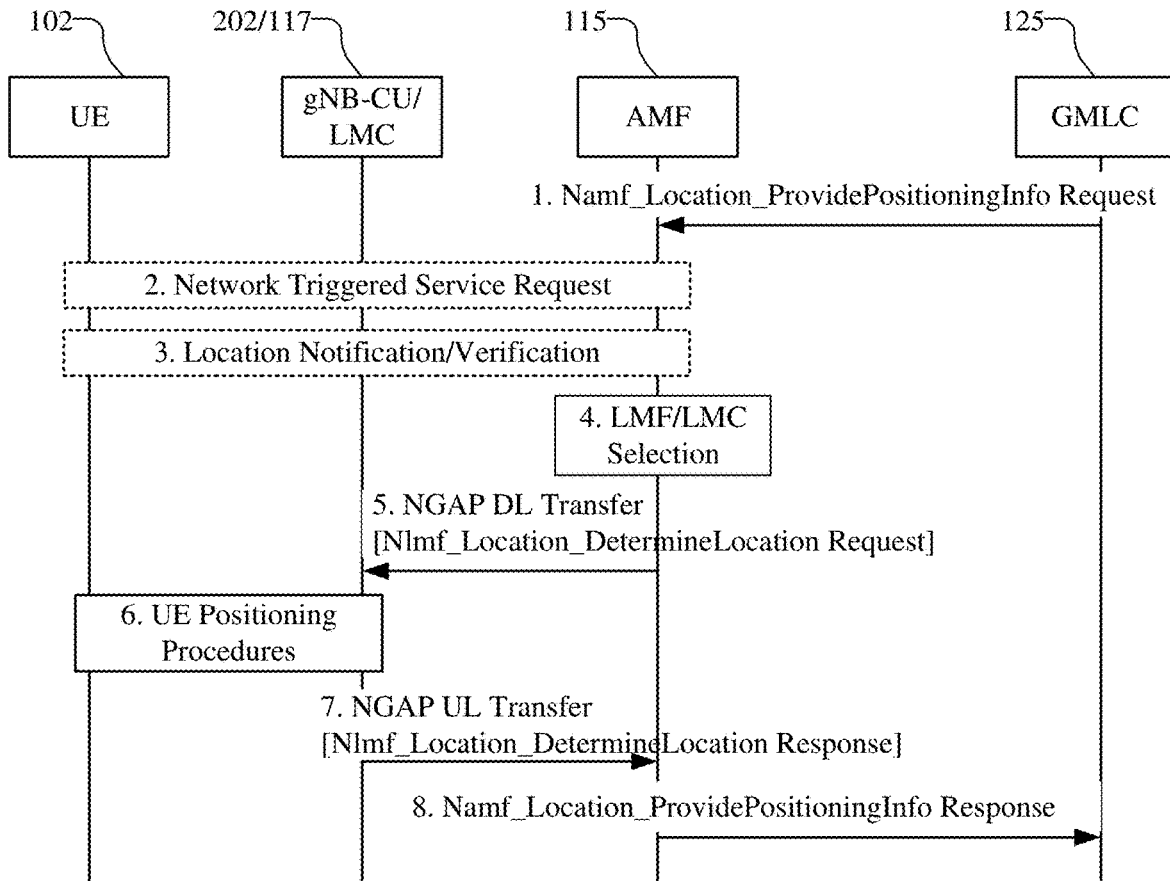 102
202/117
115
125
UE
gNB-CU/
LMC
AMF
GMLC
1. Namf_Location_ProvidePositioningInfo Request
2. Network Triggered Service Request
3. Location Notification/Verification
4. LMF/LMC
Selection
5. NGAP DL Transfer
[Nlmf_Location_DetermineLocation Request]
6. UE Positioning
Procedures
7. NGAP UL Transfer
[Nlmf_Location_DetermineLocation Response]
8. Namf_Location_ProvidePositioningInfo Response